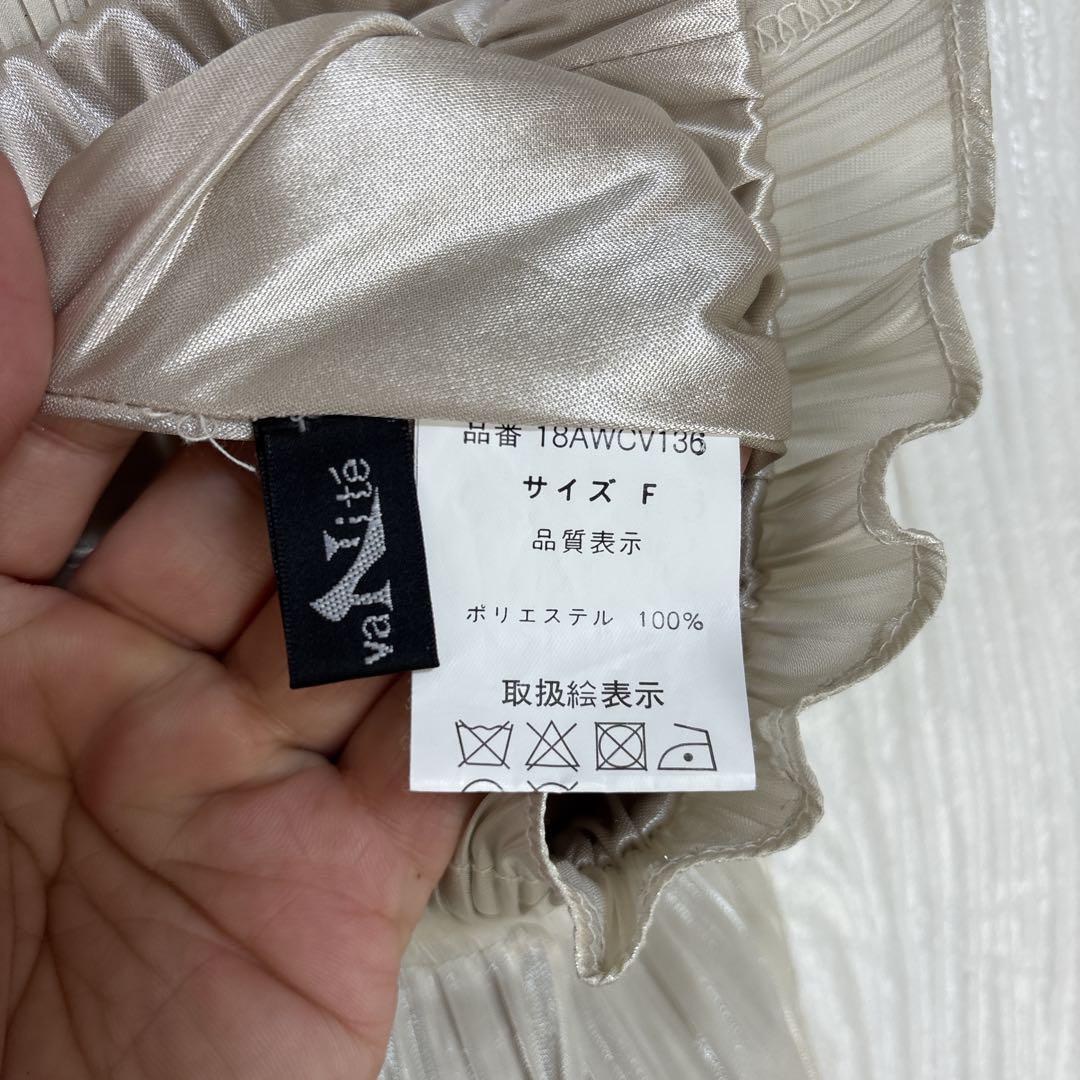 vaNité
品番 18AWCV136
サイズ F
品質表示
ポリエステル 100%
取扱絵表示